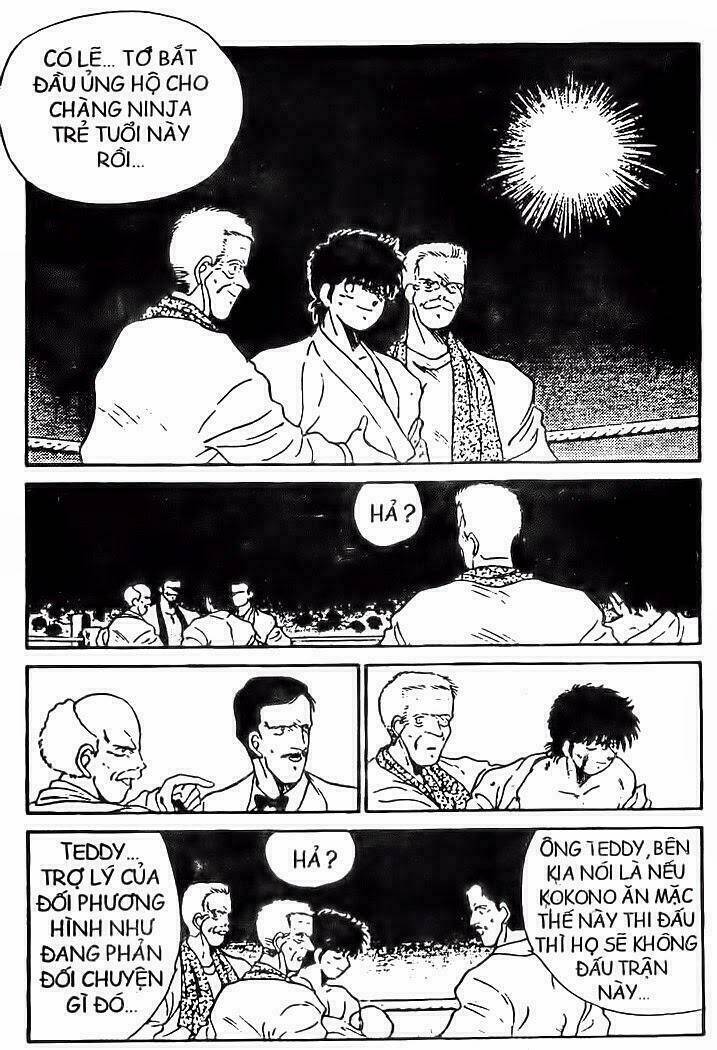 CÓ LẼ... TỚ BẮT
ĐẦU ỦNG HỘ CHO
CHÀNG NINJA
TRẺ TUỔI NÀY
RỒI...
HẢ?
TEDDY...
TRỢ LÝ CỦA
ĐỐI PHƯƠNG
HÌNH NHƯ
ĐANG PHẢN
ĐỐI CHUYỆN
GÌ ĐÓ...
HẢ?
ÔNG TEDDY, BÊN
KIA NÓI LÀ NẾU
KOKONO ĂN MẶC
THẾ NÀY THI ĐẤU
THÌ HỌ SẼ KHÔNG
ĐẤU TRẬN
NÀY...